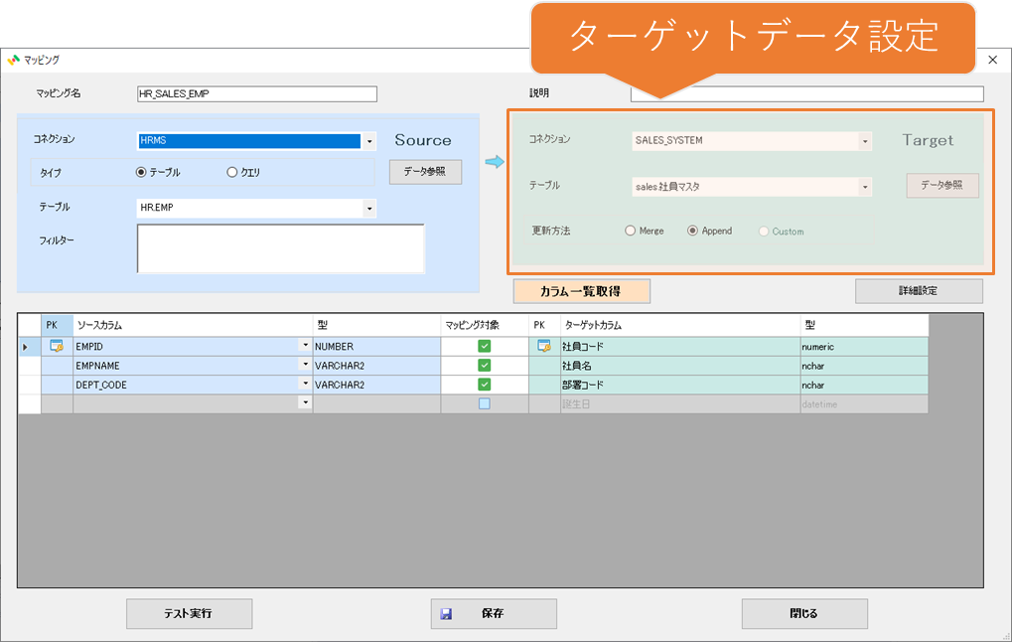 ターゲットデータ設定
マッピング
マッピング名 HR_SALES_EMP
説明
コネクション HRMS Source
タイプ テーブル クエリ データ参照
テーブル HR.EMP
フィルター
コネクション SALES_SYSTEM Target
テーブル sales.社員マスタ データ参照
更新方法 Merge Append Custom
カラム一覧取得 詳細設定
PK ソースカラム 型 マッピング対象 PK ターゲットカラム 型
EMPID NUMBER 社員コード numeric
EMPNAME VARCHAR2 社員名 nchar
DEPT_CODE VARCHAR2 部署コード nchar
誕生日 datetime
テスト実行 保存 閉じる